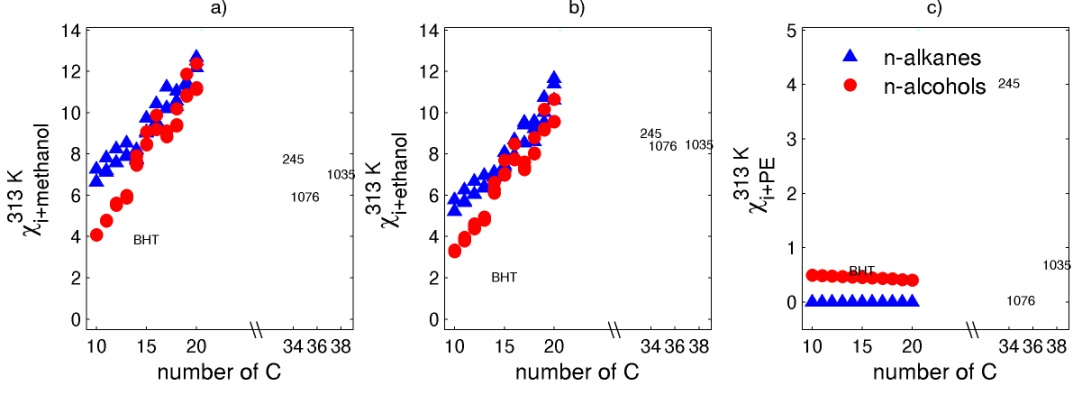 a)
14
12
10
8
6
4
2
0
χ 313 K i+methanol
245
1035
1076
BHT
10 15 20 34 36 38
number of C
b)
14
12
10
8
6
4
2
0
χ 313 K i+ethanol
245
1076 1035
BHT
10 15 20 34 36 38
number of C
c)
5
4
3
2
1
0
χ 313 K i+PE
n-alkanes
n-alcohols
245
1035
BHT
1076
10 15 20 34 36 38
number of C